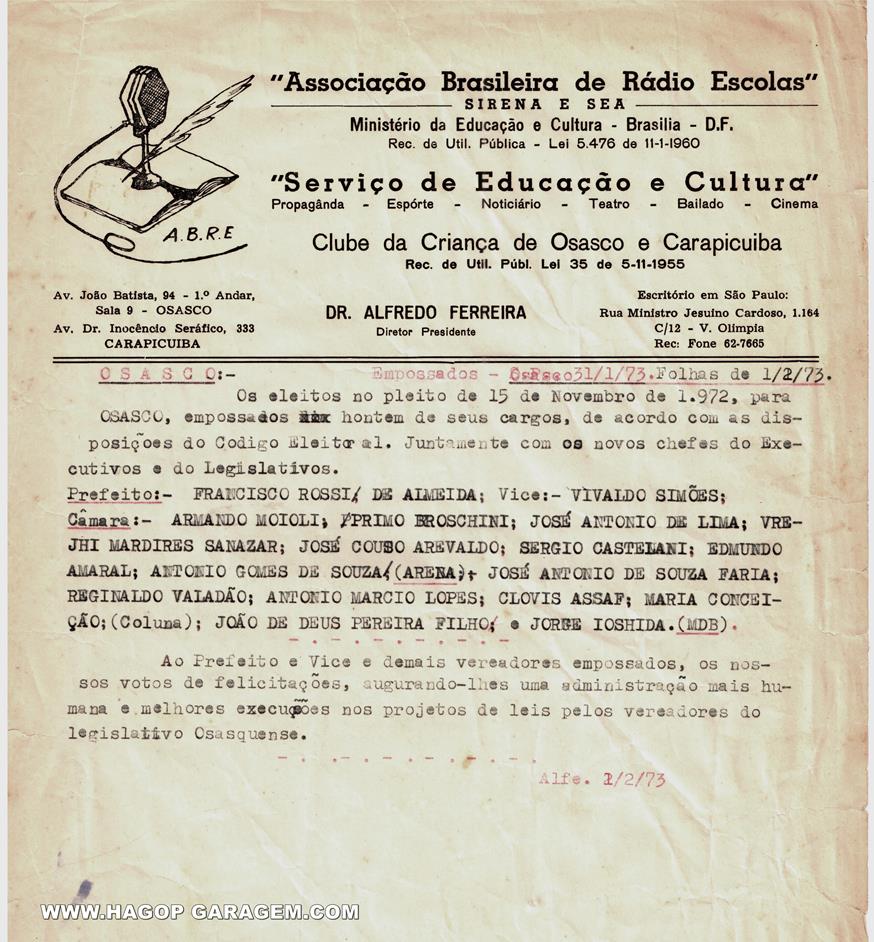 "Associação Brasileira de Rádio Escolas"
SIRENA E SEA
Ministério da Educação e Cultura - Brasilia - D.F.
Rec. de Util. Pública - Lei 5.476 de 11-1-1960
"Serviço de Educação e Cultura"
Propagânda - Espórte - Noticiário - Teatro - Bailado - Cinema
A.B.R.E
Clube da Criança de Osasco e Carapicuiba
Rec. de Util. Públ. Lei 35 de 5-11-1955
Av. João Batista, 94 - 1.º Andar,
Sala 9 - OSASCO
Av. Dr. Inocêncio Seráfico, 333
CARAPICUIBA
DR. ALFREDO FERREIRA
Diretor Presidente
Escritório em São Paulo:
Rua Ministro Jesuino Cardoso, 1.164
C/12 - V. Olimpia
Rec: Fone 62-7665
O S A S C O:- Empossados - 31/1/73.Folhas de 1/2/73.
Os eleitos no pleito de 15 de Novembro de 1.972, para
OSASCO, empossados hontem de seus cargos, de acordo com as dis-
posições do Codigo Eleitoral. Juntamente com os novos chefes do Exe-
cutivos e do Legislativos.
Prefeito:- FRANCISCO ROSSI/ DE ALMEIDA; Vice:- VIVALDO SIMÕES;
Câmara:- ARMANDO MOIOLI; /PRIMO BROSCHINI; JOSÉ ANTONIO DE LIMA; VRE-
JHI MARDIRES SANAZAR; JOSÉ COUSO AREVALDO; SERGIO CASTELANI; EDMUNDO
AMARAL; ANTONIO GOMES DE SOUZA/(ARENA); JOSÉ ANTONIO DE SOUZA FARIA;
REGINALDO VALADÃO; ANTONIO MARCIO LOPES; CLOVIS ASSAF; MARIA CONCEI-
ÇÃO;(Coluna); JOÃO DE DEUS PEREIRA FILHO; e JORGE IOSHIDA.(MDB).
Ao Prefeito e Vice e demais vereadores empossados, os nos-
sos votos de felicitações, augurando-lhes uma administração mais hu-
mana e melhores execuções nos projetos de leis pelos vereadores do
legislativo Osasquense.
Alfe. 1/2/73
WWW.HAGOP GARAGEM.COM